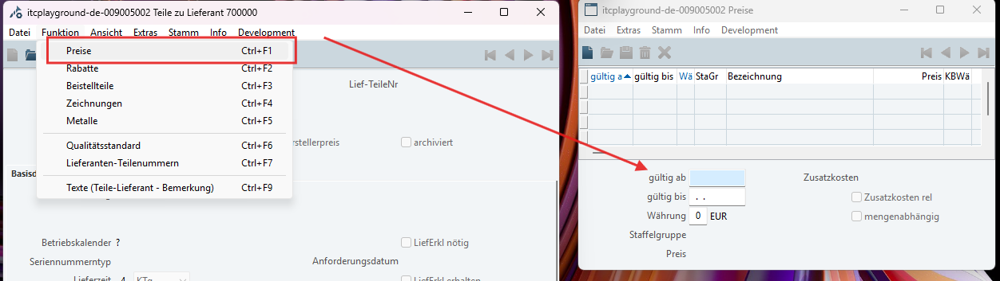 itcplayground-de-009005002 Teile zu Lieferant 700000
Datei Funktion Ansicht Extras Stamm Info Development
Preise Ctrl+F1
Rabatte Ctrl+F2
Beistellteile Ctrl+F3
Zeichnungen Ctrl+F4
Metalle Ctrl+F5
Qualitätsstandard Ctrl+F6
Lieferanten-Teilenummern Ctrl+F7
Texte (Teile-Lieferant - Bemerkung) Ctrl+F9
Lief-TeileNr
rstellerpreis archiviert
Basisd
Betriebskalender ? LiefErkl nötig
Seriennummerntyp Anforderungsdatum
Lieferzeit 4 KTg LiefErkl erhalten
itcplayground-de-009005002 Preise
Datei Extras Stamm Info Development
gültig a gültig bis Wä StaGr Bezeichnung Preis KBWä
gültig ab Zusatzkosten
gültig bis . . Zusatzkosten rel
Währung 0 EUR mengenabhängig
Staffelgruppe
Preis